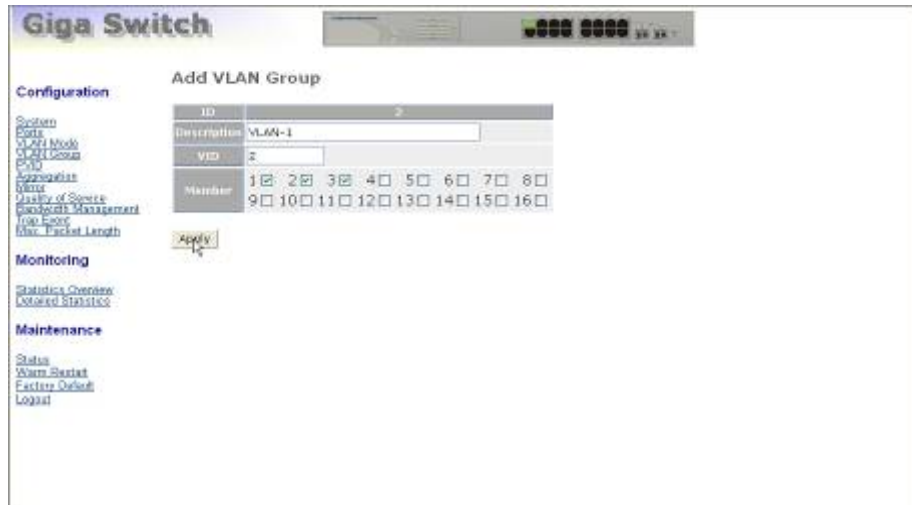 Giga Switch
Configuration
System
Ports
VLAN Mode
VLAN Group
PVID
Aggregation
Mirror
Quality of Service
Bandwidth Management
Trap Event
Max. Packet Length
Monitoring
Statistics Overview
Detailed Statistics
Maintenance
Status
Warm Restart
Factory Default
Logout
Add VLAN Group
ID 2
Description VLAN-1
VID 2
Member 1 2 3 4 5 6 7 8
9 10 11 12 13 14 15 16
Apply